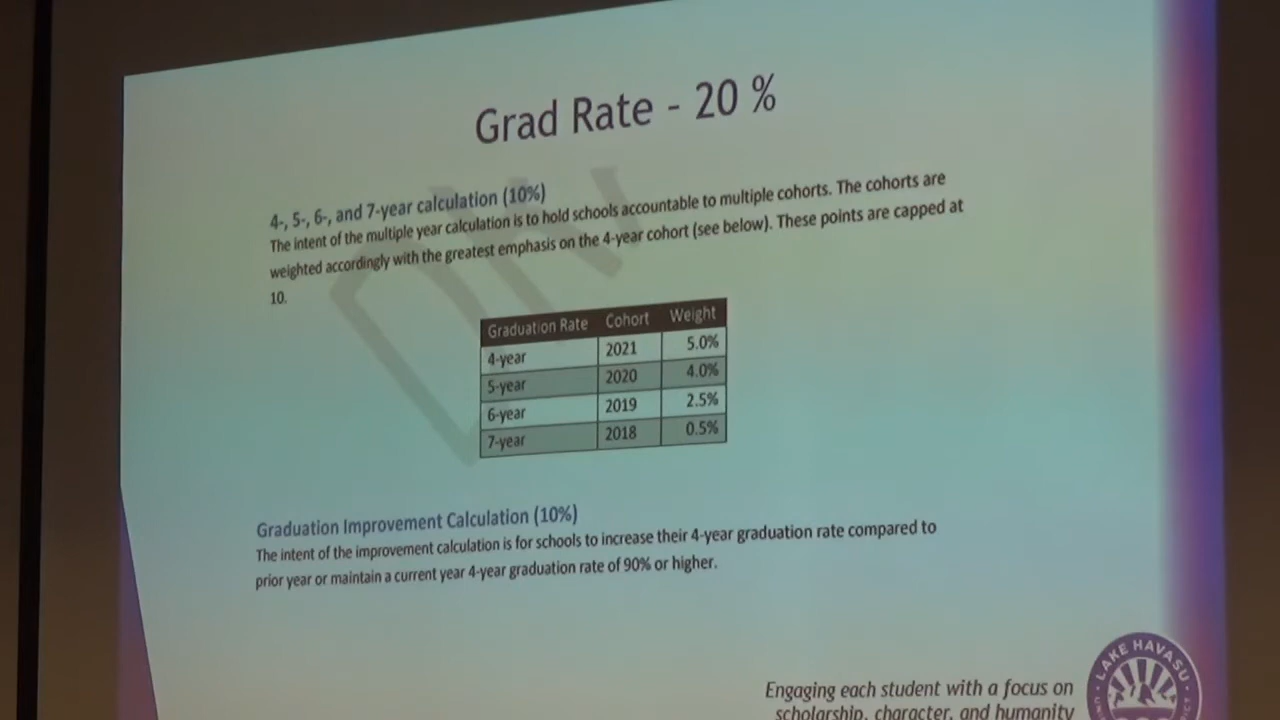 Grad Rate - 20 %
4-, 5-, 6-, and 7-year calculation (10%)
The intent of the multiple year calculation is to hold schools accountable to multiple cohorts. The cohorts are
weighted accordingly with the greatest emphasis on the 4-year cohort (see below). These points are capped at
10.
Graduation Rate Cohort Weight
4-year 2021 5.0%
5-year 2020 4.0%
6-year 2019 2.5%
7-year 2018 0.5%
Graduation Improvement Calculation (10%)
The intent of the improvement calculation is for schools to increase their 4-year graduation rate compared to
prior year or maintain a current year 4-year graduation rate of 90% or higher.
Engaging each student with a focus on
scholarship, character, and humanity
LAKE HAVASU